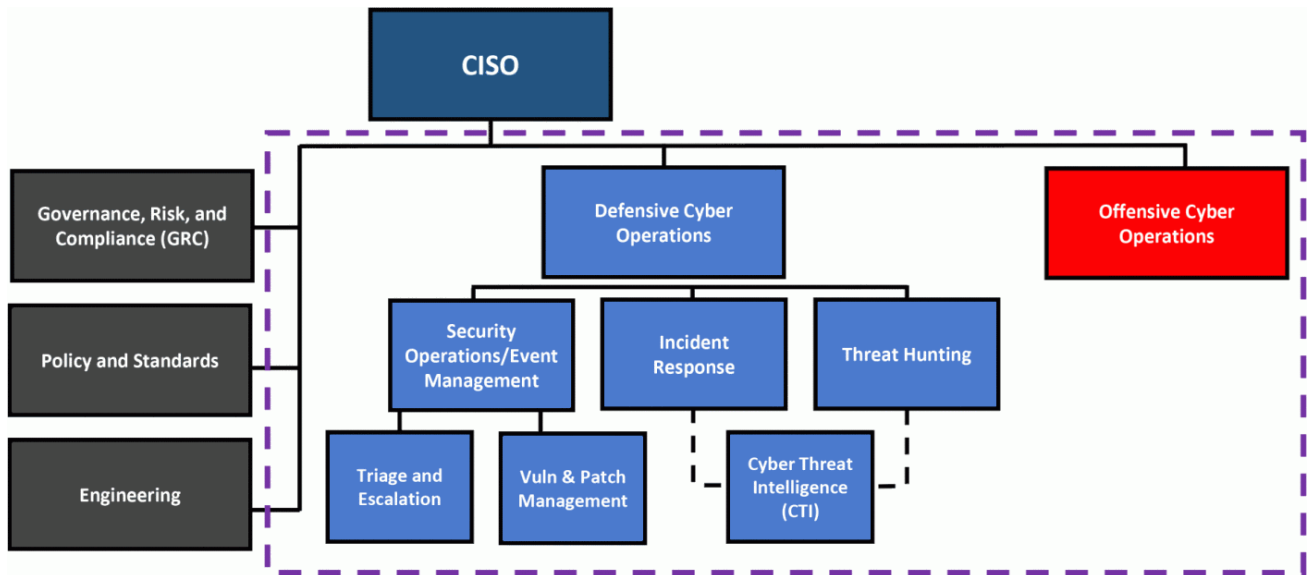 CISO
Governance, Risk, and
Compliance (GRC)
Defensive Cyber
Operations
Offensive Cyber
Operations
Policy and Standards
Security
Operations/Event
Management
Incident
Response
Threat Hunting
Engineering
Triage and
Escalation
Vuln & Patch
Management
Cyber Threat
Intelligence
(CTI)